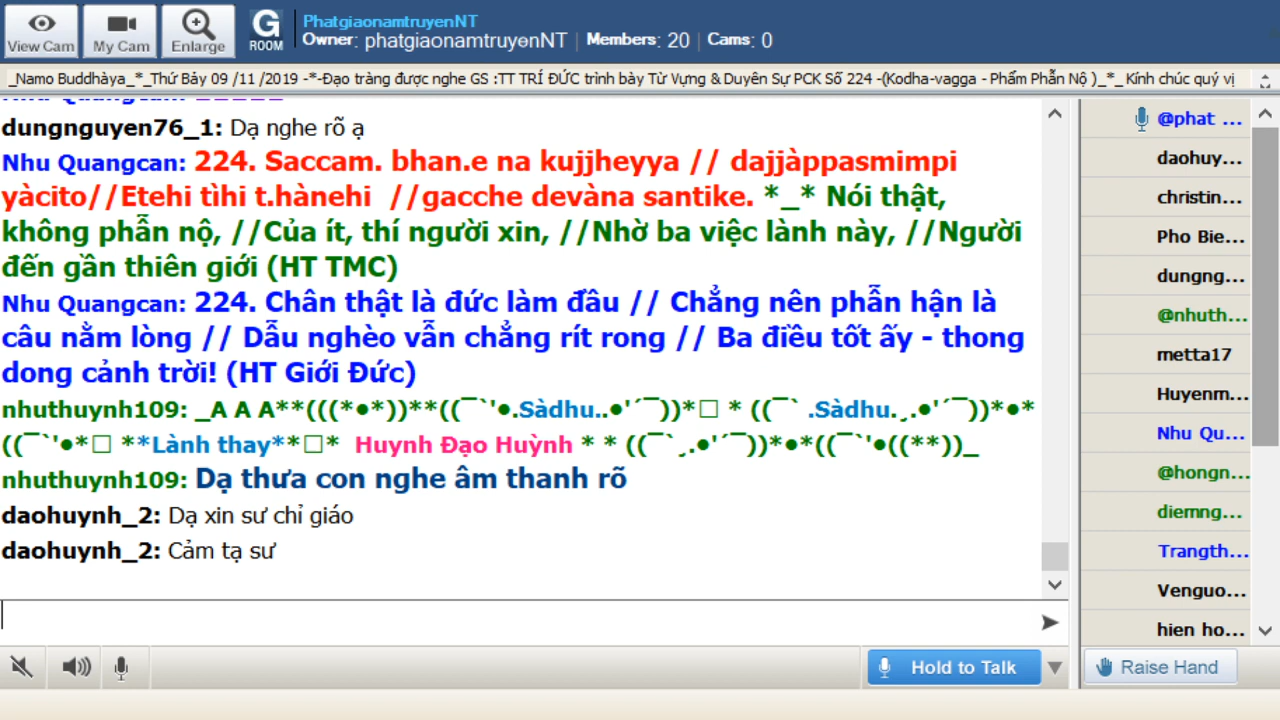 View Cam
My Cam
Enlarge
G
ROOM
PhatgiaonamtruyenNT
Owner: phatgiaonamtruyenNT | Members: 20 | Cams: 0
_Namo Buddhàya_*_Thứ Bảy 09 /11 /2019 -*-Đạo tràng được nghe GS :TT TRÍ ĐỨC trình bày Từ Vựng & Duyên Sự PCK Số 224 -(Kodha-vagga - Phẩm Phẫn Nộ )_*_ Kính chúc quý vị
dungnguyen76_1: Dạ nghe rõ ạ
Nhu Quangcan: 224. Saccam. bhan.e na kujjheyya // dajjàppasmimpi
yàcito//Etehi tìhi t.hànehi //gacche devàna santike. *_* Nói thật,
không phẫn nộ, //Của ít, thí người xin, //Nhờ ba việc lành này, //Người
đến gần thiên giới (HT TMC)
Nhu Quangcan: 224. Chân thật là đức làm đầu // Chẳng nên phẫn hận là
câu nằm lòng // Dẫu nghèo vẫn chẳng rít rong // Ba điều tốt ấy - thong
dong cảnh trời! (HT Giới Đức)
nhuthuynh109: _A A A**(((*●*))**((¯`'●.Sàdhu..●'´¯))*□ * ((¯` .Sàdhu.¸.●'´¯))*●*
((¯`'●*□ **Lành thay**□* Huynh Đạo Huỳnh * * ((¯`¸.●'´¯))*●*((¯`'●((**))_
nhuthuynh109: Dạ thưa con nghe âm thanh rõ
daohuynh_2: Dạ xin sư chỉ giáo
daohuynh_2: Cảm tạ sư
@phat ...
daohuy...
christin...
Pho Bie...
dungng...
@nhuth...
metta17
Huyenm...
Nhu Qu...
@hongn...
diemng...
Trangth...
Venguo...
hien ho...
Hold to Talk
Raise Hand